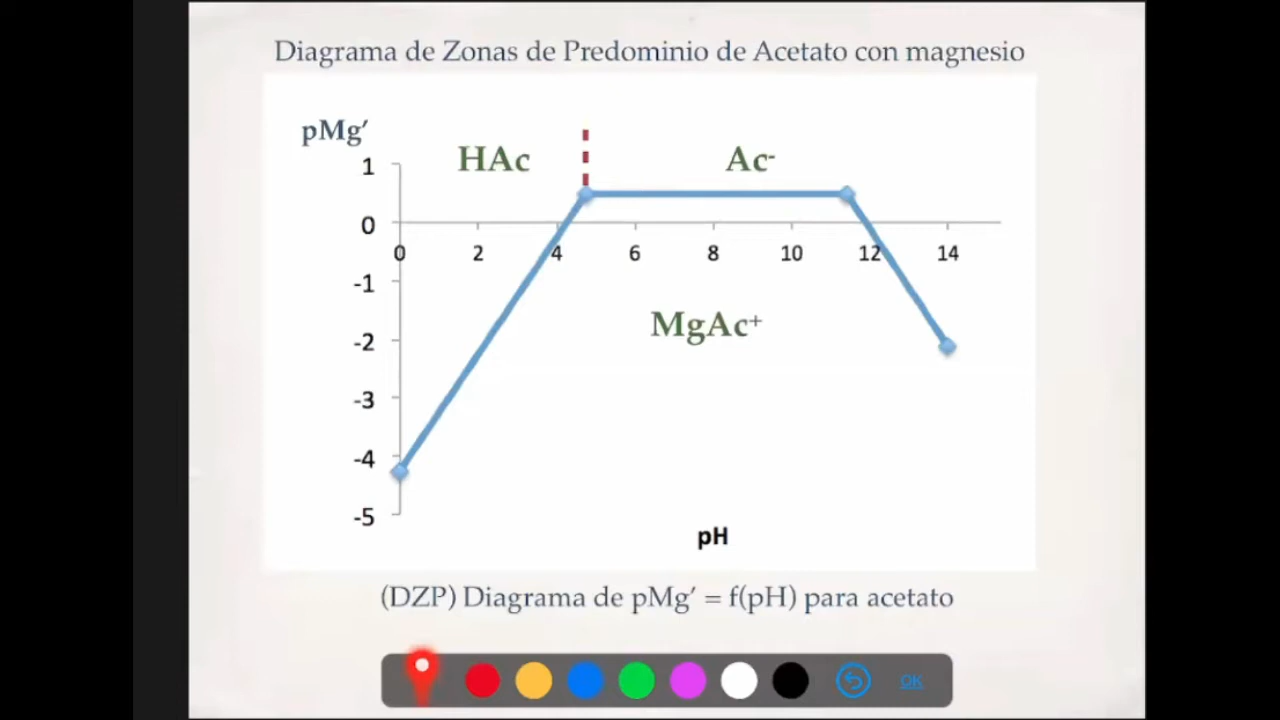 Diagrama de Zonas de Predominio de Acetato con magnesio
pMg′
HAc
Ac-
1
0
0 2 4 6 8 10 12 14
-1
MgAc+
-2
-3
-4
-5
pH
(DZP) Diagrama de pMg′ = f(pH) para acetato
OK